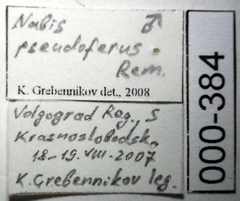 Nabis ♂
pseudoferus
Rem.
K. Grebennikov det., 2008
Volgograd Reg., S
Krasnoslobodsk,
18-19.VIII-2007
K. Grebennikov leg.
000-384